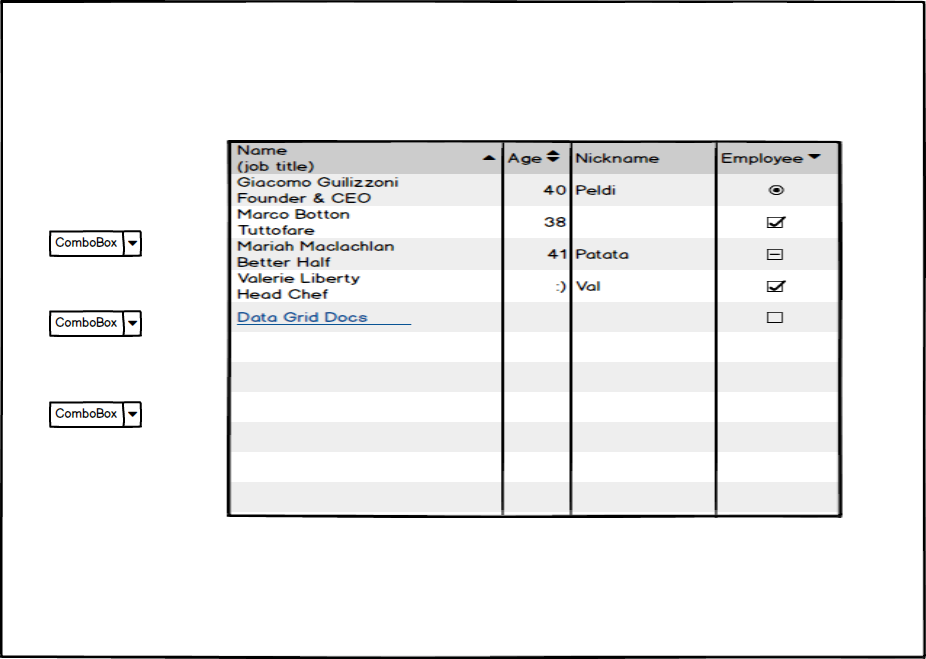 Name
(job title)
Age
Nickname
Employee
Giacomo Guilizzoni
Founder & CEO
40
Peldi
Marco Botton
Tuttofare
38
ComboBox
Mariah Maclachlan
Better Half
41
Patata
Valerie Liberty
Head Chef
:)
Val
ComboBox
Data Grid Docs
ComboBox